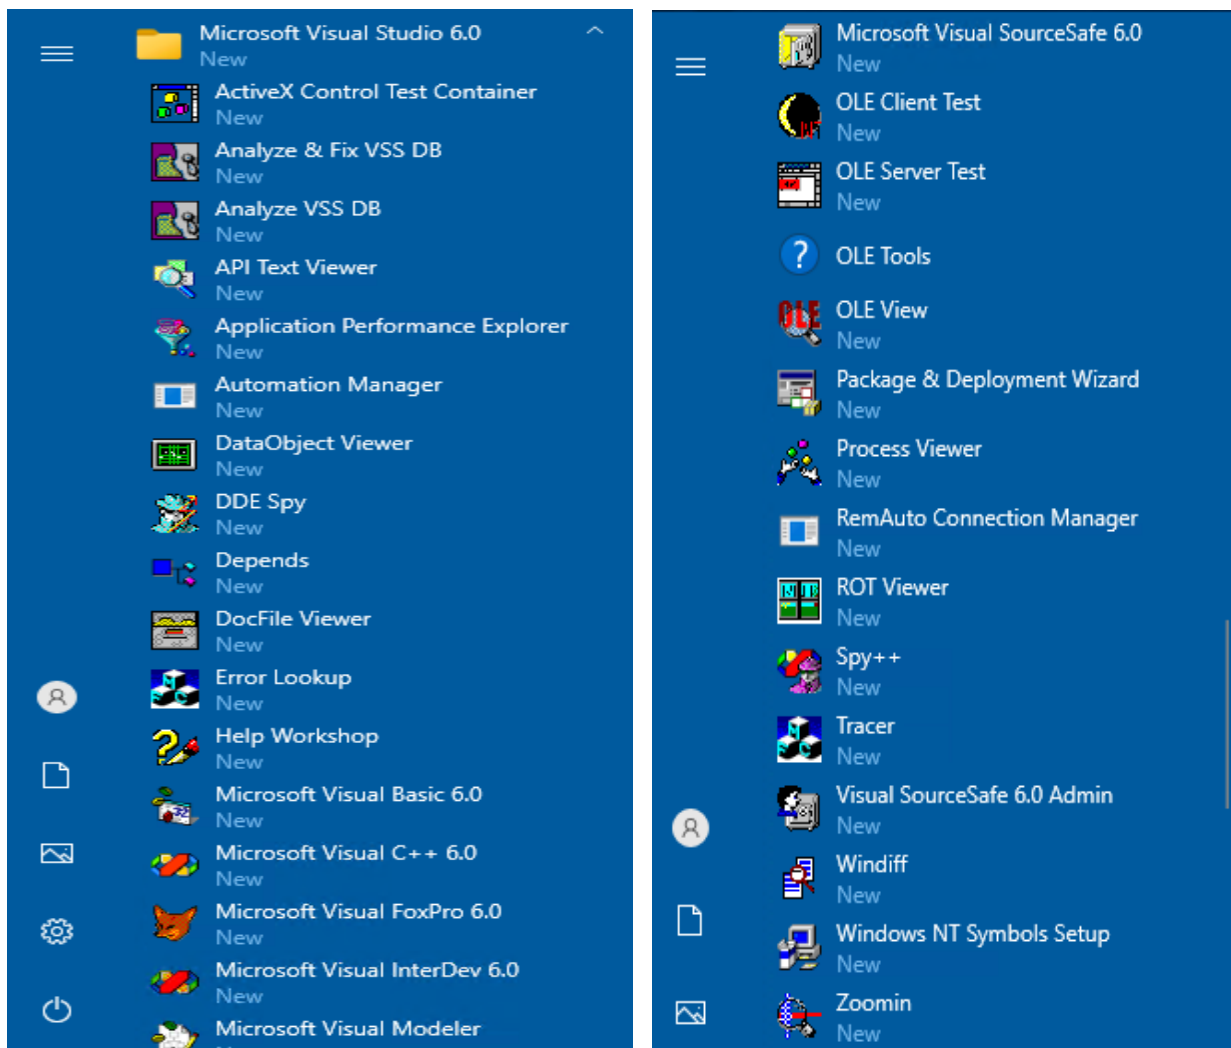 Microsoft Visual Studio 6.0
New
ActiveX Control Test Container
New
Analyze & Fix VSS DB
New
Analyze VSS DB
New
API Text Viewer
New
Application Performance Explorer
New
Automation Manager
New
DataObject Viewer
New
DDE Spy
New
Depends
New
DocFile Viewer
New
Error Lookup
New
Help Workshop
New
Microsoft Visual Basic 6.0
New
Microsoft Visual C++ 6.0
New
Microsoft Visual FoxPro 6.0
New
Microsoft Visual InterDev 6.0
New
Microsoft Visual Modeler
Microsoft Visual SourceSafe 6.0
New
OLE Client Test
New
OLE Server Test
New
OLE Tools
OLE View
New
Package & Deployment Wizard
New
Process Viewer
New
RemAuto Connection Manager
New
ROT Viewer
New
Spy++
New
Tracer
New
Visual SourceSafe 6.0 Admin
New
Windiff
New
Windows NT Symbols Setup
New
Zoomin
New